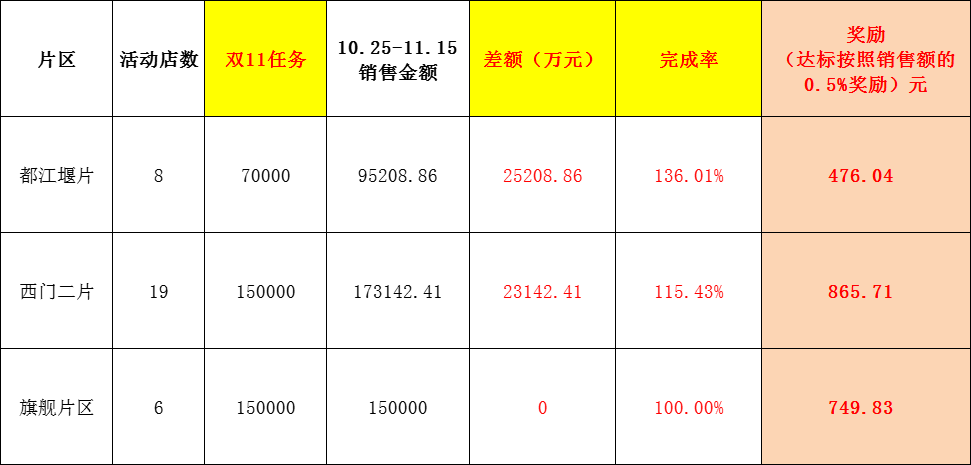 片区 活动店数 双11任务 10.25-11.15 销售金额 差额（万元） 完成率 奖励 （达标按照销售额的 0.5%奖励）元
都江堰片 8 70000 95208.86 25208.86 136.01% 476.04
西门二片 19 150000 173142.41 23142.41 115.43% 865.71
旗舰片区 6 150000 150000 0 100.00% 749.83